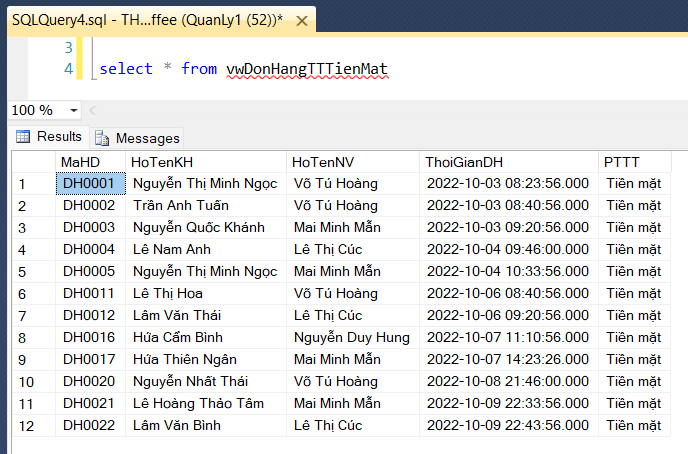 SQLQuery4.sql - TH...ffee (QuanLy1 (52))* ×
3
4 select * from vwDonHangTTTienMat
100 %
Results Messages
MaHD HoTenKH HoTenNV ThoiGianDH PTTT
1 DH0001 Nguyễn Thị Minh Ngọc Võ Tú Hoàng 2022-10-03 08:23:56.000 Tiền mặt
2 DH0002 Trần Anh Tuấn Võ Tú Hoàng 2022-10-03 08:40:56.000 Tiền mặt
3 DH0003 Nguyễn Quốc Khánh Mai Minh Mẫn 2022-10-03 09:20:56.000 Tiền mặt
4 DH0004 Lê Nam Anh Lê Thị Cúc 2022-10-04 09:46:00.000 Tiền mặt
5 DH0005 Nguyễn Thị Minh Ngọc Mai Minh Mẫn 2022-10-04 10:33:56.000 Tiền mặt
6 DH0011 Lê Thị Hoa Võ Tú Hoàng 2022-10-06 08:40:56.000 Tiền mặt
7 DH0012 Lâm Văn Thái Lê Thị Cúc 2022-10-06 09:20:56.000 Tiền mặt
8 DH0016 Hứa Cẩm Bình Nguyễn Duy Hung 2022-10-07 11:10:56.000 Tiền mặt
9 DH0017 Hứa Thiên Ngân Mai Minh Mẫn 2022-10-07 14:23:26.000 Tiền mặt
10 DH0020 Nguyễn Nhất Thái Võ Tú Hoàng 2022-10-08 21:46:00.000 Tiền mặt
11 DH0021 Lê Hoàng Thảo Tâm Mai Minh Mẫn 2022-10-09 22:33:56.000 Tiền mặt
12 DH0022 Lâm Văn Bình Lê Thị Cúc 2022-10-09 22:43:56.000 Tiền mặt